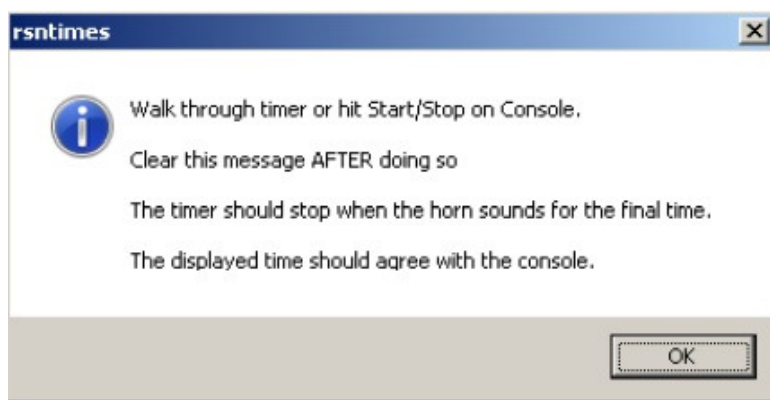 rsntimes
Walk through timer or hit Start/Stop on Console.
Clear this message AFTER doing so
The timer should stop when the horn sounds for the final time.
The displayed time should agree with the console.
OK